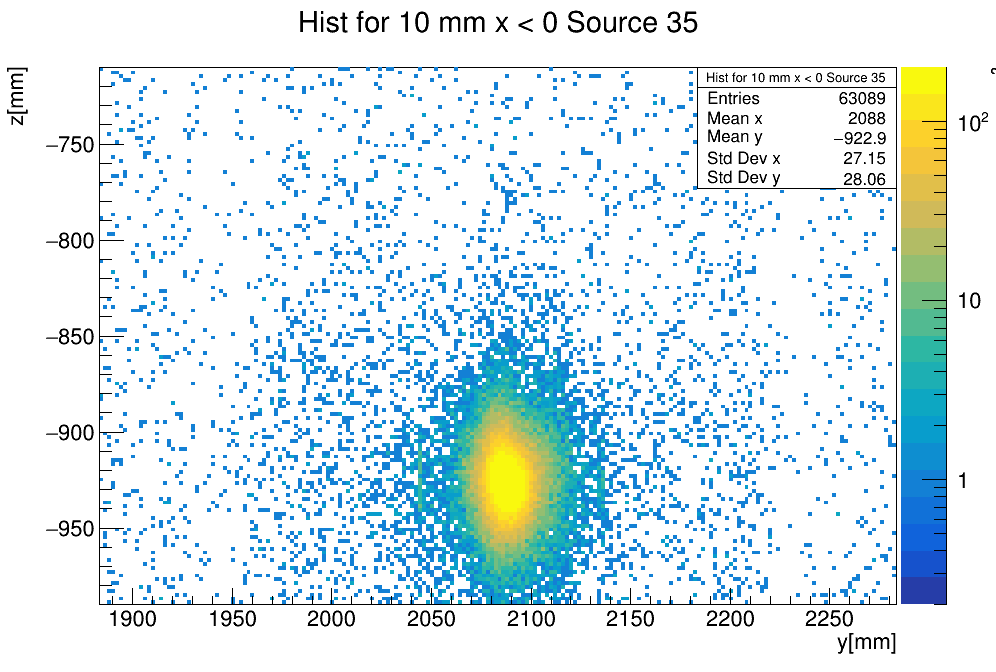 Hist for 10 mm x < 0 Source 35
z[mm]
Hist for 10 mm x < 0 Source 35
Entries 63089
Mean x 2088
Mean y −922.9
Std Dev x 27.15
Std Dev y 28.06
−750
−800
−850
−900
−950
1900 1950 2000 2050 2100 2150 2200 2250
y[mm]
10²
10
1